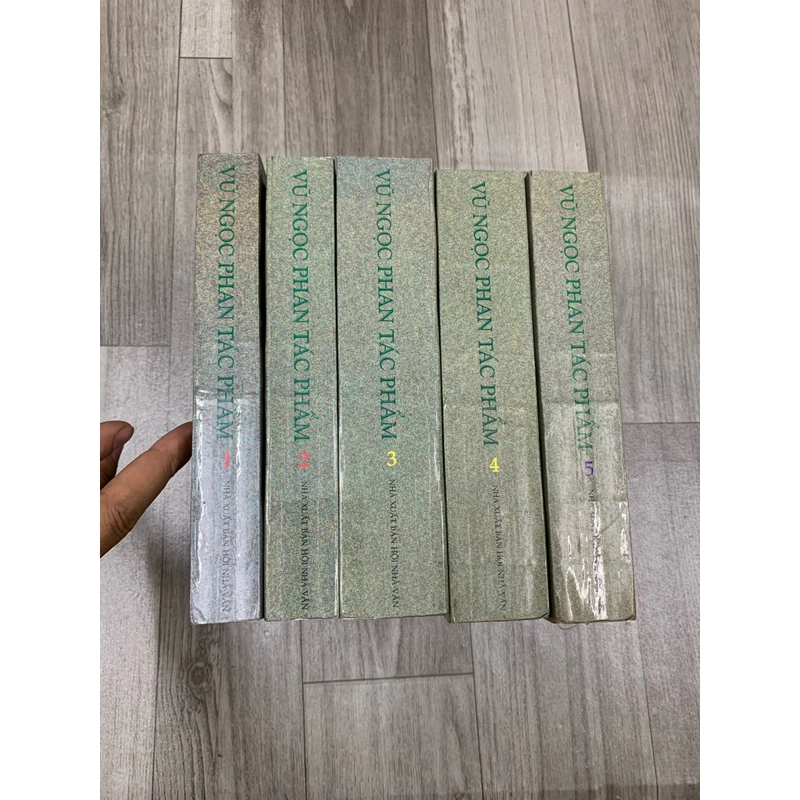 VŨ NGỌC PHAN TÁC PHẨM
1
NHÀ XUẤT BẢN HỘI NHÀ VĂN
VŨ NGỌC PHAN TÁC PHẨM
2
NHÀ XUẤT BẢN HỘI NHÀ VĂN
VŨ NGỌC PHAN TÁC PHẨM
3
NHÀ XUẤT BẢN HỘI NHÀ VĂN
VŨ NGỌC PHAN TÁC PHẨM
4
NHÀ XUẤT BẢN HỘI NHÀ VĂN
VŨ NGỌC PHAN TÁC PHẨM
5
NHÀ